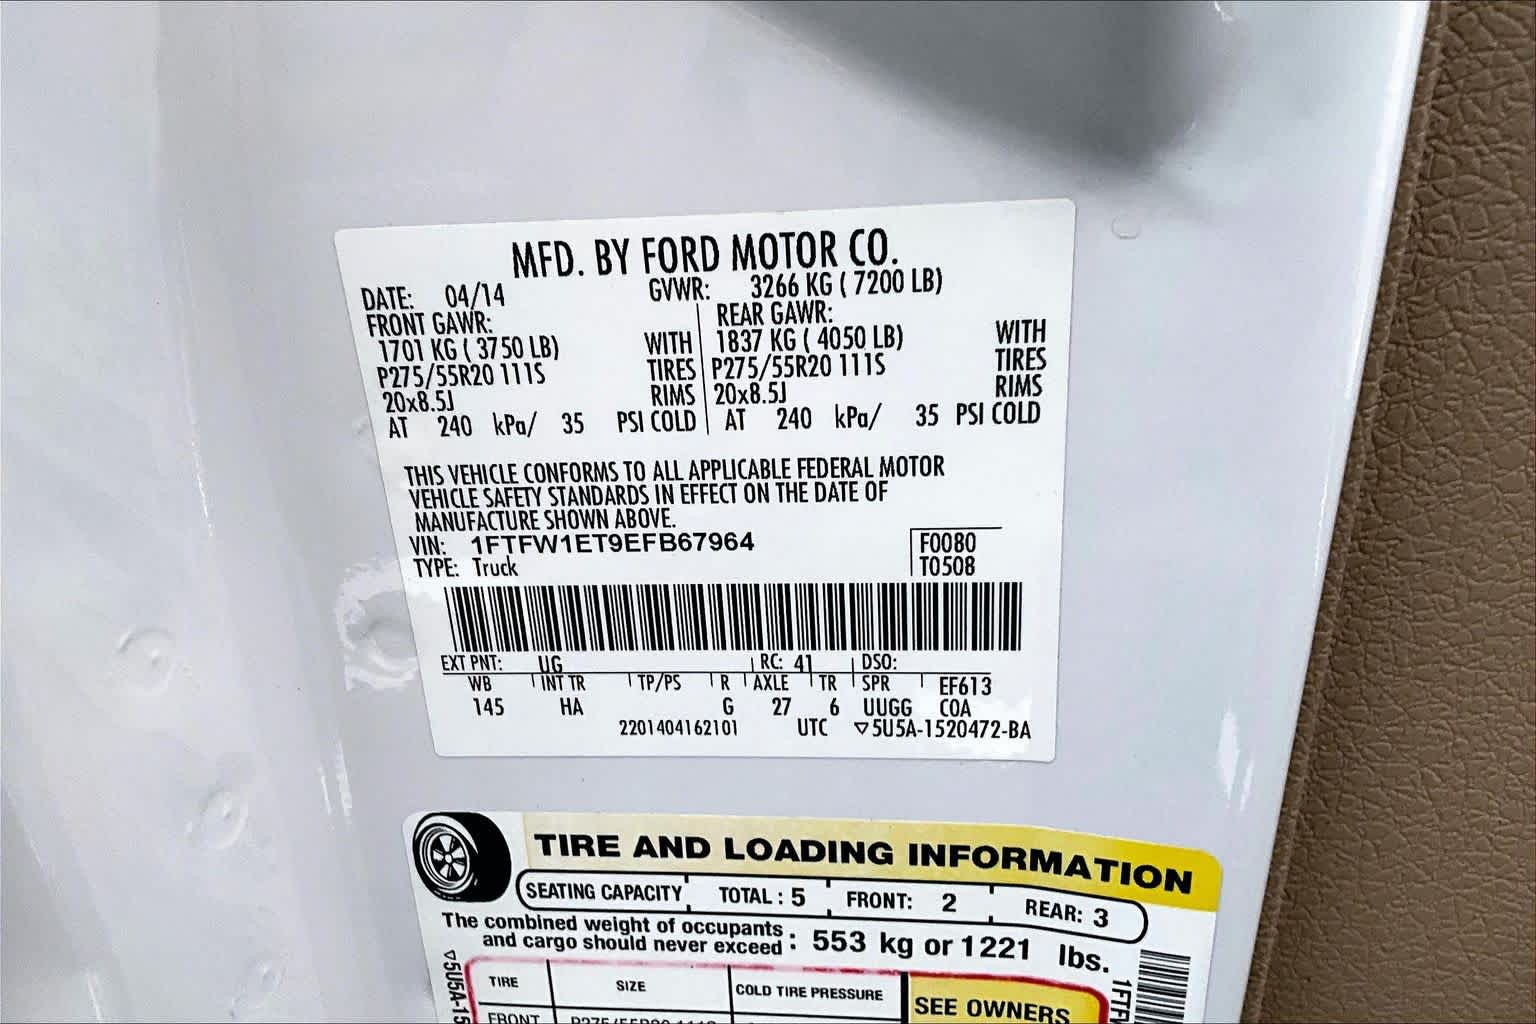 MFD. BY FORD MOTOR CO.
DATE: 04/14 GVWR: 3266 KG ( 7200 LB)
FRONT GAWR: REAR GAWR:
1701 KG ( 3750 LB) WITH 1837 KG ( 4050 LB) WITH
P275/55R20 111S TIRES P275/55R20 111S TIRES
20x8.5J RIMS 20x8.5J RIMS
AT 240 kPa/ 35 PSI COLD AT 240 kPa/ 35 PSI COLD
THIS VEHICLE CONFORMS TO ALL APPLICABLE FEDERAL MOTOR
VEHICLE SAFETY STANDARDS IN EFFECT ON THE DATE OF
MANUFACTURE SHOWN ABOVE.
VIN: 1FTFW1ET9EFB67964 F0080
TYPE: Truck T0508
EXT PNT: UG RC: 41 DSO:
WB INT TR TP/PS R AXLE TR SPR EF613
145 HA G 27 6 UUGG COA
2201404162101 UTC ▽5U5A-1520472-BA
TIRE AND LOADING INFORMATION
SEATING CAPACITY TOTAL : 5 FRONT: 2 REAR: 3
The combined weight of occupants
and cargo should never exceed : 553 kg or 1221 lbs.
TIRE SIZE COLD TIRE PRESSURE SEE OWNERS
FRONT
▽5U5A-15
1FTF